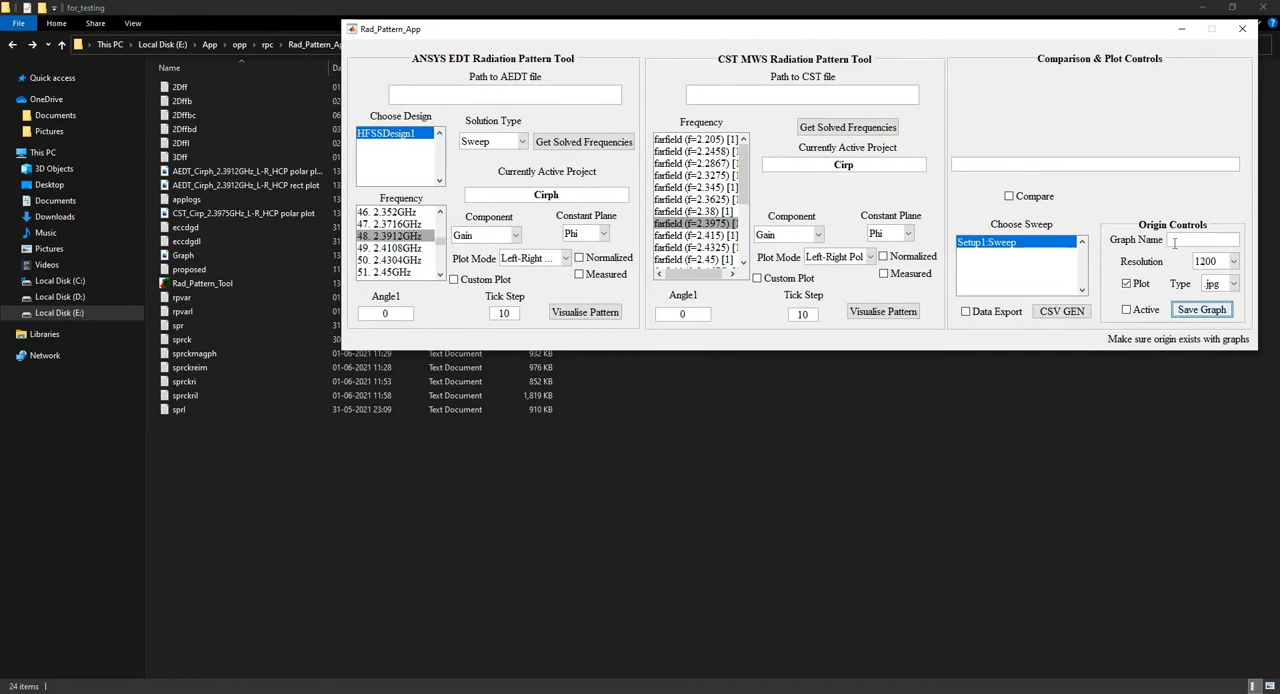 for_testing
File
Home
Share
View
This PC
Local Disk (E:)
App
opp
rpc
Rad_Pattern_Ap
Quick access
OneDrive
Documents
Pictures
This PC
3D Objects
Desktop
Documents
Downloads
Music
Pictures
Videos
Local Disk (C:)
Local Disk (D:)
Local Disk (E:)
Libraries
Network
Name
Da
2Dff
2Dffb
2Dffbc
2Dffbd
2Dffl
3Dff
AEDT_Cirph_2.3912GHz_L-R_HCP polar pl...
AEDT_Cirph_2.3912GHz_L-R_HCP rect plot
applogs
CST_Cirp_2.3975GHz_L-R_HCP polar plot
eccdgd
eccdgdl
Graph
proposed
Rad_Pattern_Tool
rpvar
rpvarl
spr
sprck
sprckmagph 01-06-2021 11:29 Text Document 932 KB
sprckreim 01-06-2021 11:28 Text Document 976 KB
sprckri 01-06-2021 11:53 Text Document 852 KB
sprckril 01-06-2021 11:58 Text Document 1,819 KB
sprl 31-05-2021 23:09 Text Document 910 KB
24 items
Rad_Pattern_App
ANSYS EDT Radiation Pattern Tool
Path to AEDT file
Choose Design
HFSSDesign1
Solution Type
Sweep
Get Solved Frequencies
Currently Active Project
Cirph
Frequency
46. 2.352GHz
47. 2.3716GHz
48. 2.3912GHz
49. 2.4108GHz
50. 2.4304GHz
51. 2.45GHz
Component
Gain
Constant Plane
Phi
Plot Mode
Left-Right ...
Normalized
Custom Plot
Measured
Angle1
0
Tick Step
10
Visualise Pattern
CST MWS Radiation Pattern Tool
Path to CST file
Frequency
farfield (f=2.205) [1]
farfield (f=2.2458) [1
farfield (f=2.2867) [1
farfield (f=2.3275) [1
farfield (f=2.345) [1]
farfield (f=2.3625) [1
farfield (f=2.38) [1]
farfield (f=2.3975) [1
farfield (f=2.415) [1]
farfield (f=2.4325) [1
farfield (f=2.45) [1]
Get Solved Frequencies
Currently Active Project
Cirp
Component
Gain
Constant Plane
Phi
Plot Mode
Left-Right Pol
Normalized
Custom Plot
Measured
Angle1
0
Tick Step
10
Visualise Pattern
Comparison & Plot Controls
Compare
Choose Sweep
Setup1:Sweep
Data Export
CSV GEN
Origin Controls
Graph Name
Resolution
1200
Plot
Type
.jpg
Active
Save Graph
Make sure origin exists with graphs